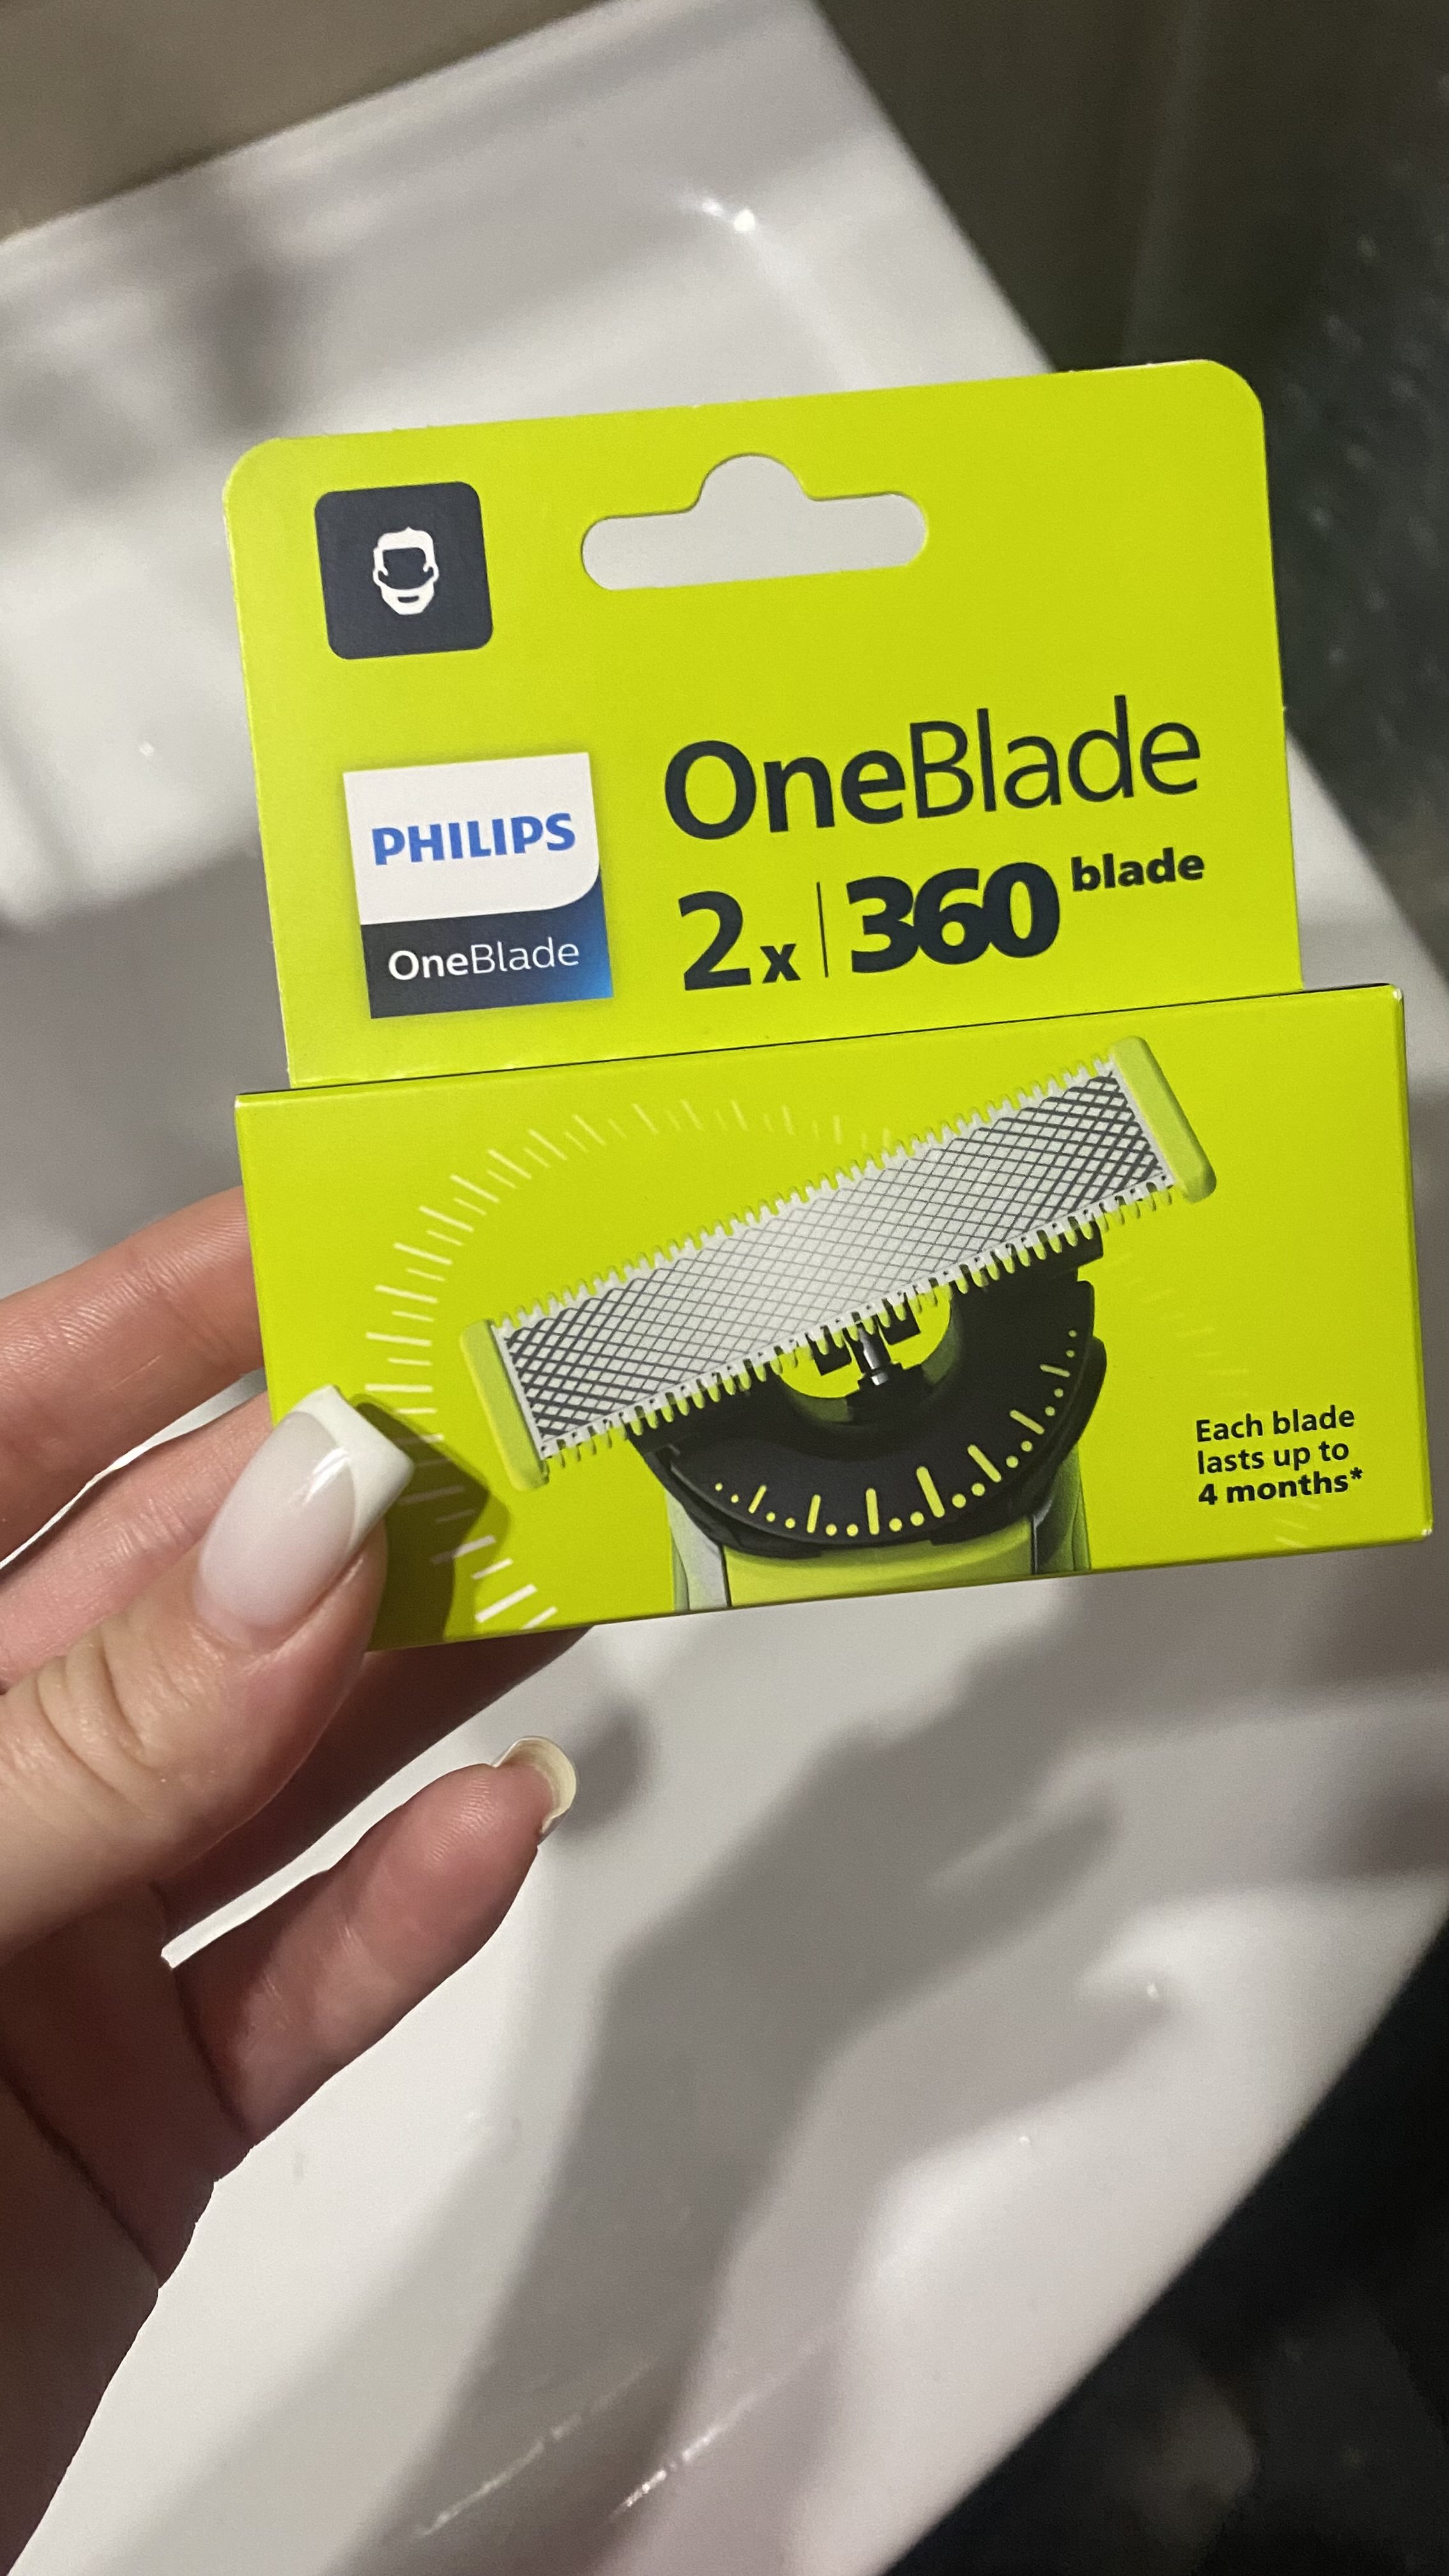 PHILIPS
OneBlade
OneBlade
2x | 360 blade
Each blade
lasts up to
4 months*